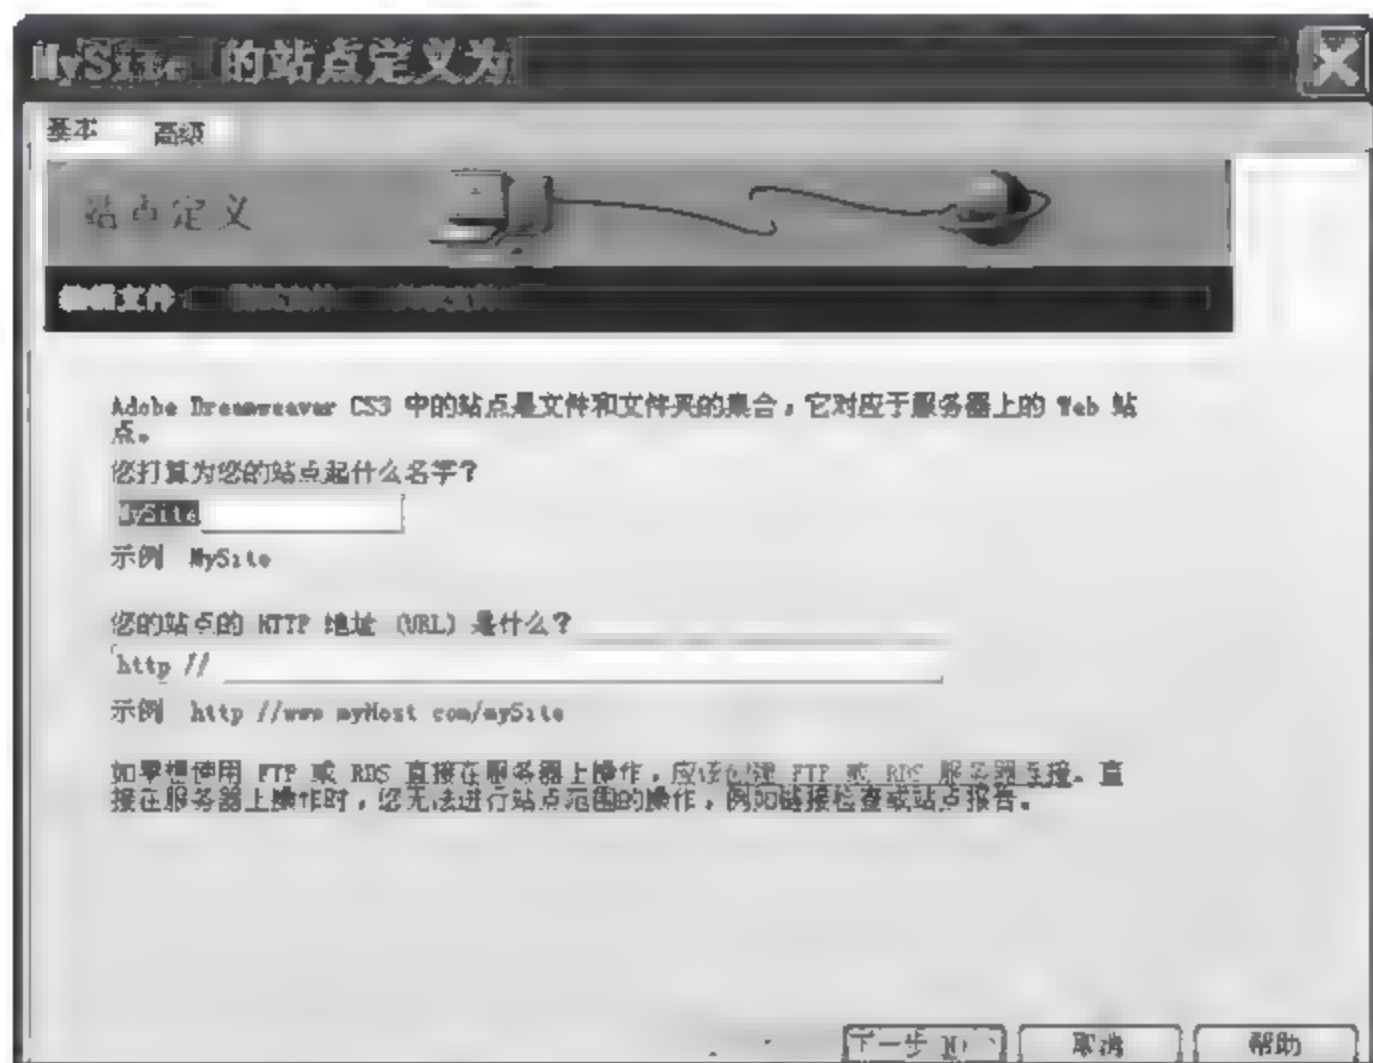 MySite 的站点定义为
基本 高级
站点定义
编辑文件
Adobe Dreamweaver CS3 中的站点是文件和文件夹的集合，它对应于服务器上的 Web 站
点。
您打算为您的站点起什么名字？
MySite
示例 MySite
您的站点的 HTTP 地址 (URL) 是什么？
http //
示例 http //www myHost com/mySite
如果想使用 FTP 或 RDS 直接在服务器上操作，应该创建 FTP 或 RDS 服务器连接。直
接在服务器上操作时，您无法进行站点范围的操作，例如链接检查或站点报告。
下一步 N) 取消 帮助